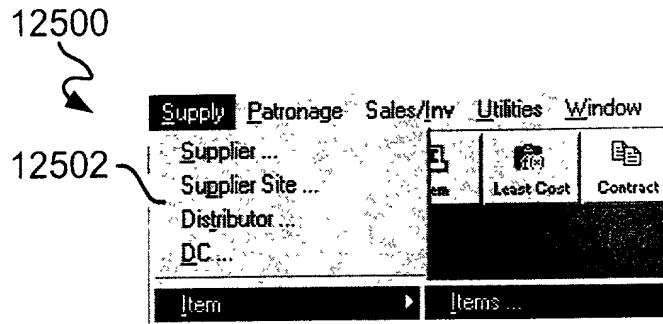 12500
Supply Patronage Sales/Inv Utilities Window
Supplier ...
12502
Supplier Site ...
Least Cost Contract
Distributor ...
DC ...
Item Items ...